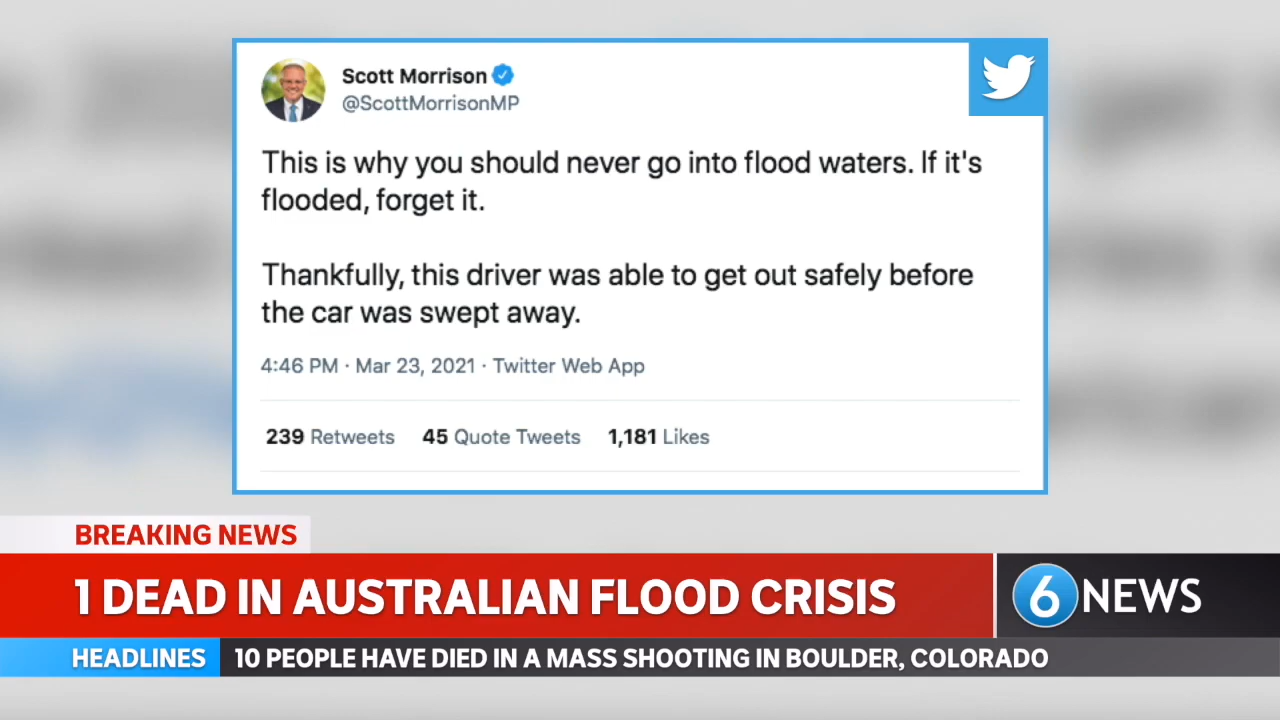 Scott Morrison
@ScottMorrisonMP
This is why you should never go into flood waters. If it's
flooded, forget it.
Thankfully, this driver was able to get out safely before
the car was swept away.
4:46 PM · Mar 23, 2021 · Twitter Web App
239 Retweets 45 Quote Tweets 1,181 Likes
BREAKING NEWS
1 DEAD IN AUSTRALIAN FLOOD CRISIS
6 NEWS
HEADLINES 10 PEOPLE HAVE DIED IN A MASS SHOOTING IN BOULDER, COLORADO